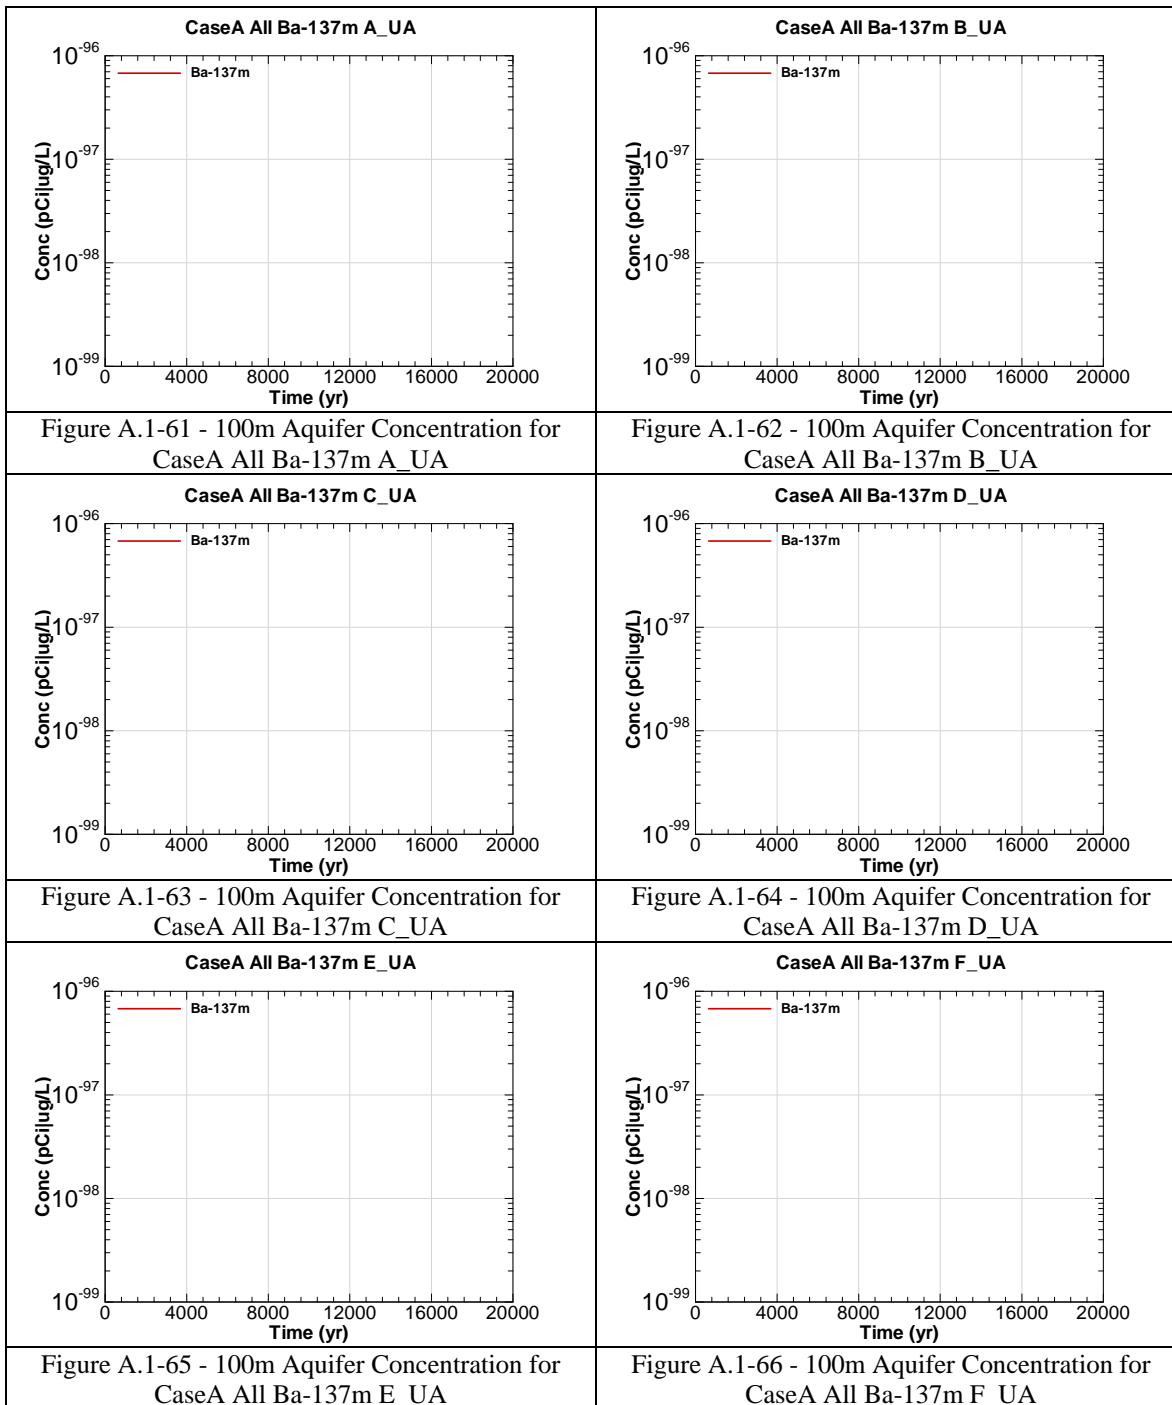 CaseA All Ba-137m A_UA
10^-96
Ba-137m
10^-97
Conc (pCi|ug/L)
10^-98
10^-99
0 4000 8000 12000 16000 20000
Time (yr)
Figure A.1-61 - 100m Aquifer Concentration for
CaseA All Ba-137m A_UA
CaseA All Ba-137m B_UA
10^-96
Ba-137m
10^-97
Conc (pCi|ug/L)
10^-98
10^-99
0 4000 8000 12000 16000 20000
Time (yr)
Figure A.1-62 - 100m Aquifer Concentration for
CaseA All Ba-137m B_UA
CaseA All Ba-137m C_UA
10^-96
Ba-137m
10^-97
Conc (pCi|ug/L)
10^-98
10^-99
0 4000 8000 12000 16000 20000
Time (yr)
Figure A.1-63 - 100m Aquifer Concentration for
CaseA All Ba-137m C_UA
CaseA All Ba-137m D_UA
10^-96
Ba-137m
10^-97
Conc (pCi|ug/L)
10^-98
10^-99
0 4000 8000 12000 16000 20000
Time (yr)
Figure A.1-64 - 100m Aquifer Concentration for
CaseA All Ba-137m D_UA
CaseA All Ba-137m E_UA
10^-96
Ba-137m
10^-97
Conc (pCi|ug/L)
10^-98
10^-99
0 4000 8000 12000 16000 20000
Time (yr)
Figure A.1-65 - 100m Aquifer Concentration for
CaseA All Ba-137m E_UA
CaseA All Ba-137m F_UA
10^-96
Ba-137m
10^-97
Conc (pCi|ug/L)
10^-98
10^-99
0 4000 8000 12000 16000 20000
Time (yr)
Figure A.1-66 - 100m Aquifer Concentration for
CaseA All Ba-137m F_UA